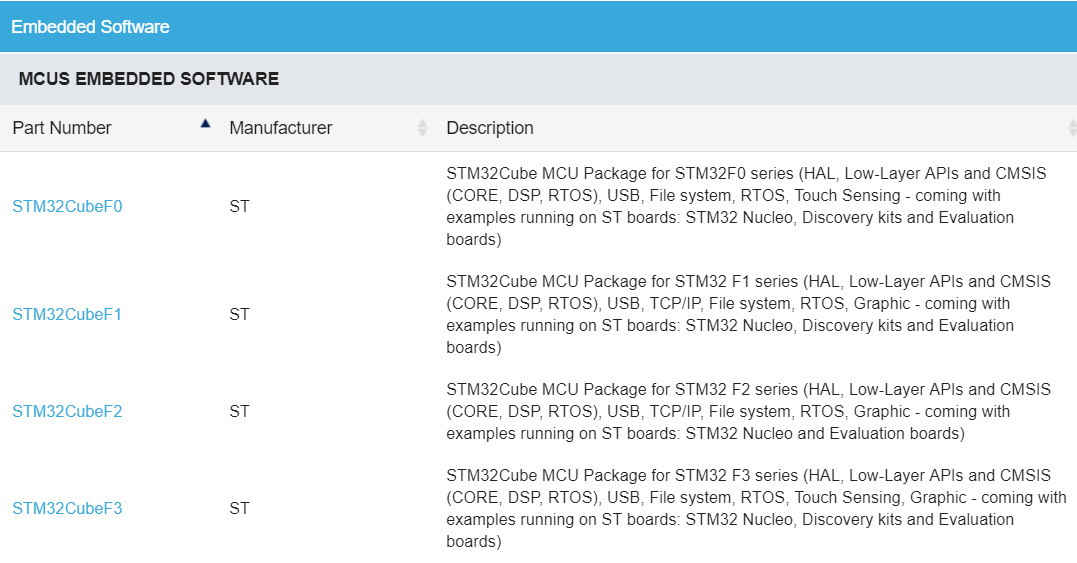 Embedded Software
MCUS EMBEDDED SOFTWARE
Part Number Manufacturer Description
STM32CubeF0 ST
STM32Cube MCU Package for STM32F0 series (HAL, Low-Layer APIs and CMSIS
(CORE, DSP, RTOS), USB, File system, RTOS, Touch Sensing - coming with
examples running on ST boards: STM32 Nucleo, Discovery kits and Evaluation
boards)
STM32CubeF1 ST
STM32Cube MCU Package for STM32 F1 series (HAL, Low-Layer APIs and CMSIS
(CORE, DSP, RTOS), USB, TCP/IP, File system, RTOS, Graphic - coming with
examples running on ST boards: STM32 Nucleo, Discovery kits and Evaluation
boards)
STM32CubeF2 ST
STM32Cube MCU Package for STM32 F2 series (HAL, Low-Layer APIs and CMSIS
(CORE, DSP, RTOS), USB, TCP/IP, File system, RTOS, Graphic - coming with
examples running on ST boards: STM32 Nucleo and Evaluation boards)
STM32CubeF3 ST
STM32Cube MCU Package for STM32 F3 series (HAL, Low-Layer APIs and CMSIS
(CORE, DSP, RTOS), USB, File system, RTOS, Touch Sensing, Graphic - coming with
examples running on ST boards: STM32 Nucleo, Discovery kits and Evaluation
boards)